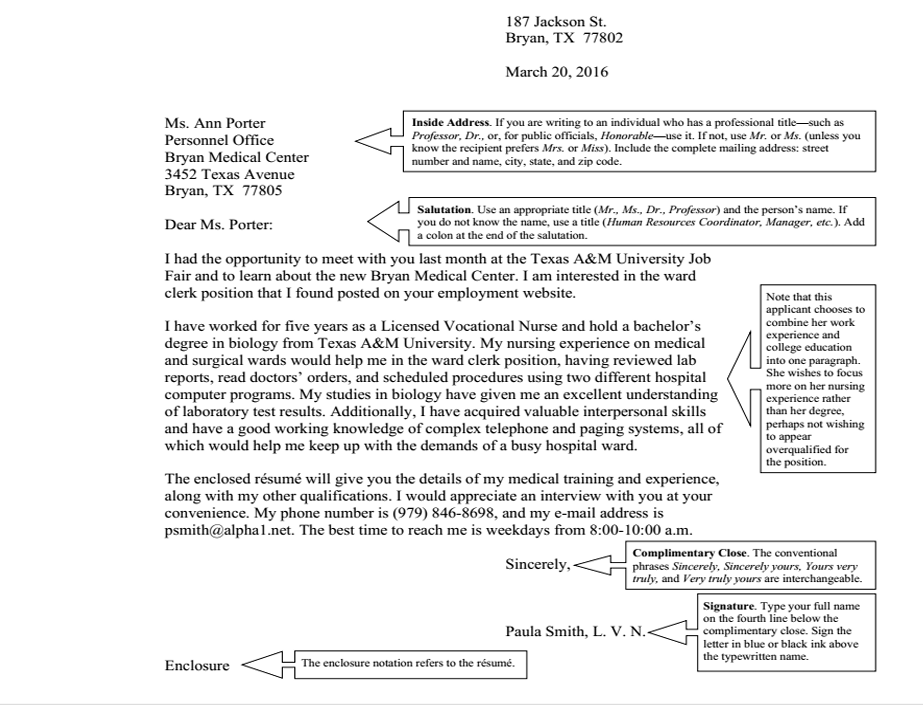 187 Jackson St.
Bryan, TX  77802
March 20, 2016
Ms. Ann Porter
Personnel Office
Bryan Medical Center
3452 Texas Avenue
Bryan, TX  77805
Inside Address. If you are writing to an individual who has a professional title—such as
Professor, Dr., or, for public officials, Honorable—use it. If not, use Mr. or Ms. (unless you
know the recipient prefers Mrs. or Miss). Include the complete mailing address: street
number and name, city, state, and zip code.
Dear Ms. Porter:
Salutation. Use an appropriate title (Mr., Ms., Dr., Professor) and the person's name. If
you do not know the name, use a title (Human Resources Coordinator, Manager, etc.). Add
a colon at the end of the salutation.
I had the opportunity to meet with you last month at the Texas A&M University Job
Fair and to learn about the new Bryan Medical Center. I am interested in the ward
clerk position that I found posted on your employment website.
I have worked for five years as a Licensed Vocational Nurse and hold a bachelor's
degree in biology from Texas A&M University. My nursing experience on medical
and surgical wards would help me in the ward clerk position, having reviewed lab
reports, read doctors' orders, and scheduled procedures using two different hospital
computer programs. My studies in biology have given me an excellent understanding
of laboratory test results. Additionally, I have acquired valuable interpersonal skills
and have a good working knowledge of complex telephone and paging systems, all of
which would help me keep up with the demands of a busy hospital ward.
Note that this
applicant chooses to
combine her work
experience and
college education
into one paragraph.
She wishes to focus
more on her nursing
experience rather
than her degree,
perhaps not wishing
to appear
overqualified for
the position.
The enclosed résumé will give you the details of my medical training and experience,
along with my other qualifications. I would appreciate an interview with you at your
convenience. My phone number is (979) 846-8698, and my e-mail address is
psmith@alpha1.net. The best time to reach me is weekdays from 8:00-10:00 a.m.
Sincerely,
Complimentary Close. The conventional
phrases Sincerely, Sincerely yours, Yours very
truly, and Very truly yours are interchangeable.
Paula Smith, L. V. N.
Signature. Type your full name
on the fourth line below the
complimentary close. Sign the
letter in blue or black ink above
the typewritten name.
Enclosure
The enclosure notation refers to the résumé.